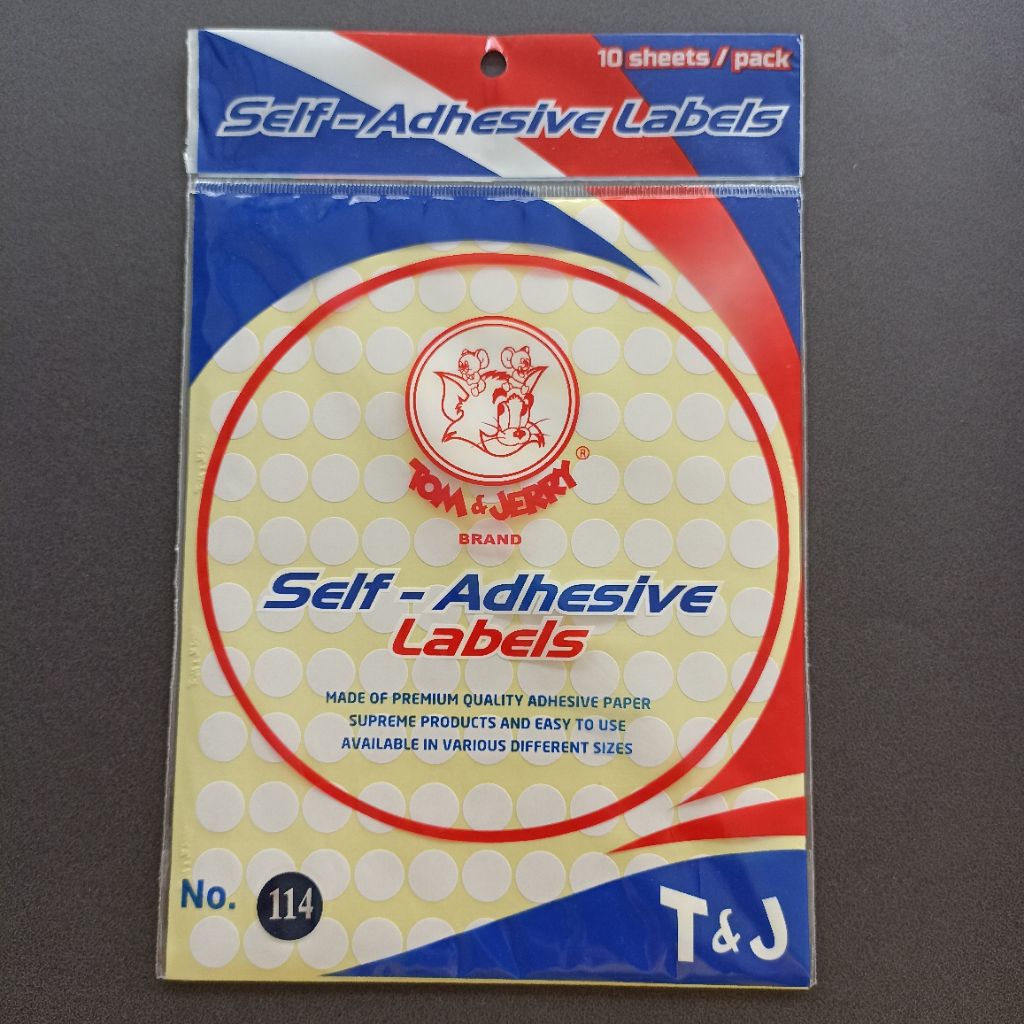 10 sheets / pack
Self-Adhesive Labels
TOM & JERRY ®
BRAND
Self - Adhesive
Labels
MADE OF PREMIUM QUALITY ADHESIVE PAPER
SUPREME PRODUCTS AND EASY TO USE
AVAILABLE IN VARIOUS DIFFERENT SIZES
No. 114
T&J